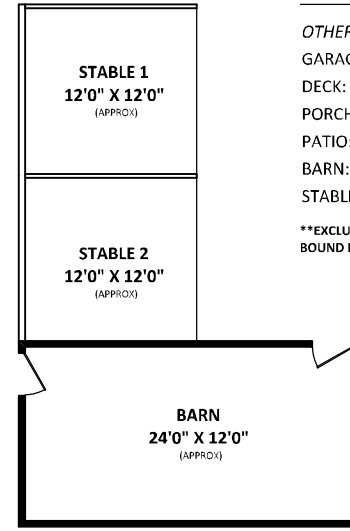 STABLE 1
12'0" X 12'0"
(APPROX)
STABLE 2
12'0" X 12'0"
(APPROX)
BARN
24'0" X 12'0"
(APPROX)
DECK:
PATIO:
BARN: